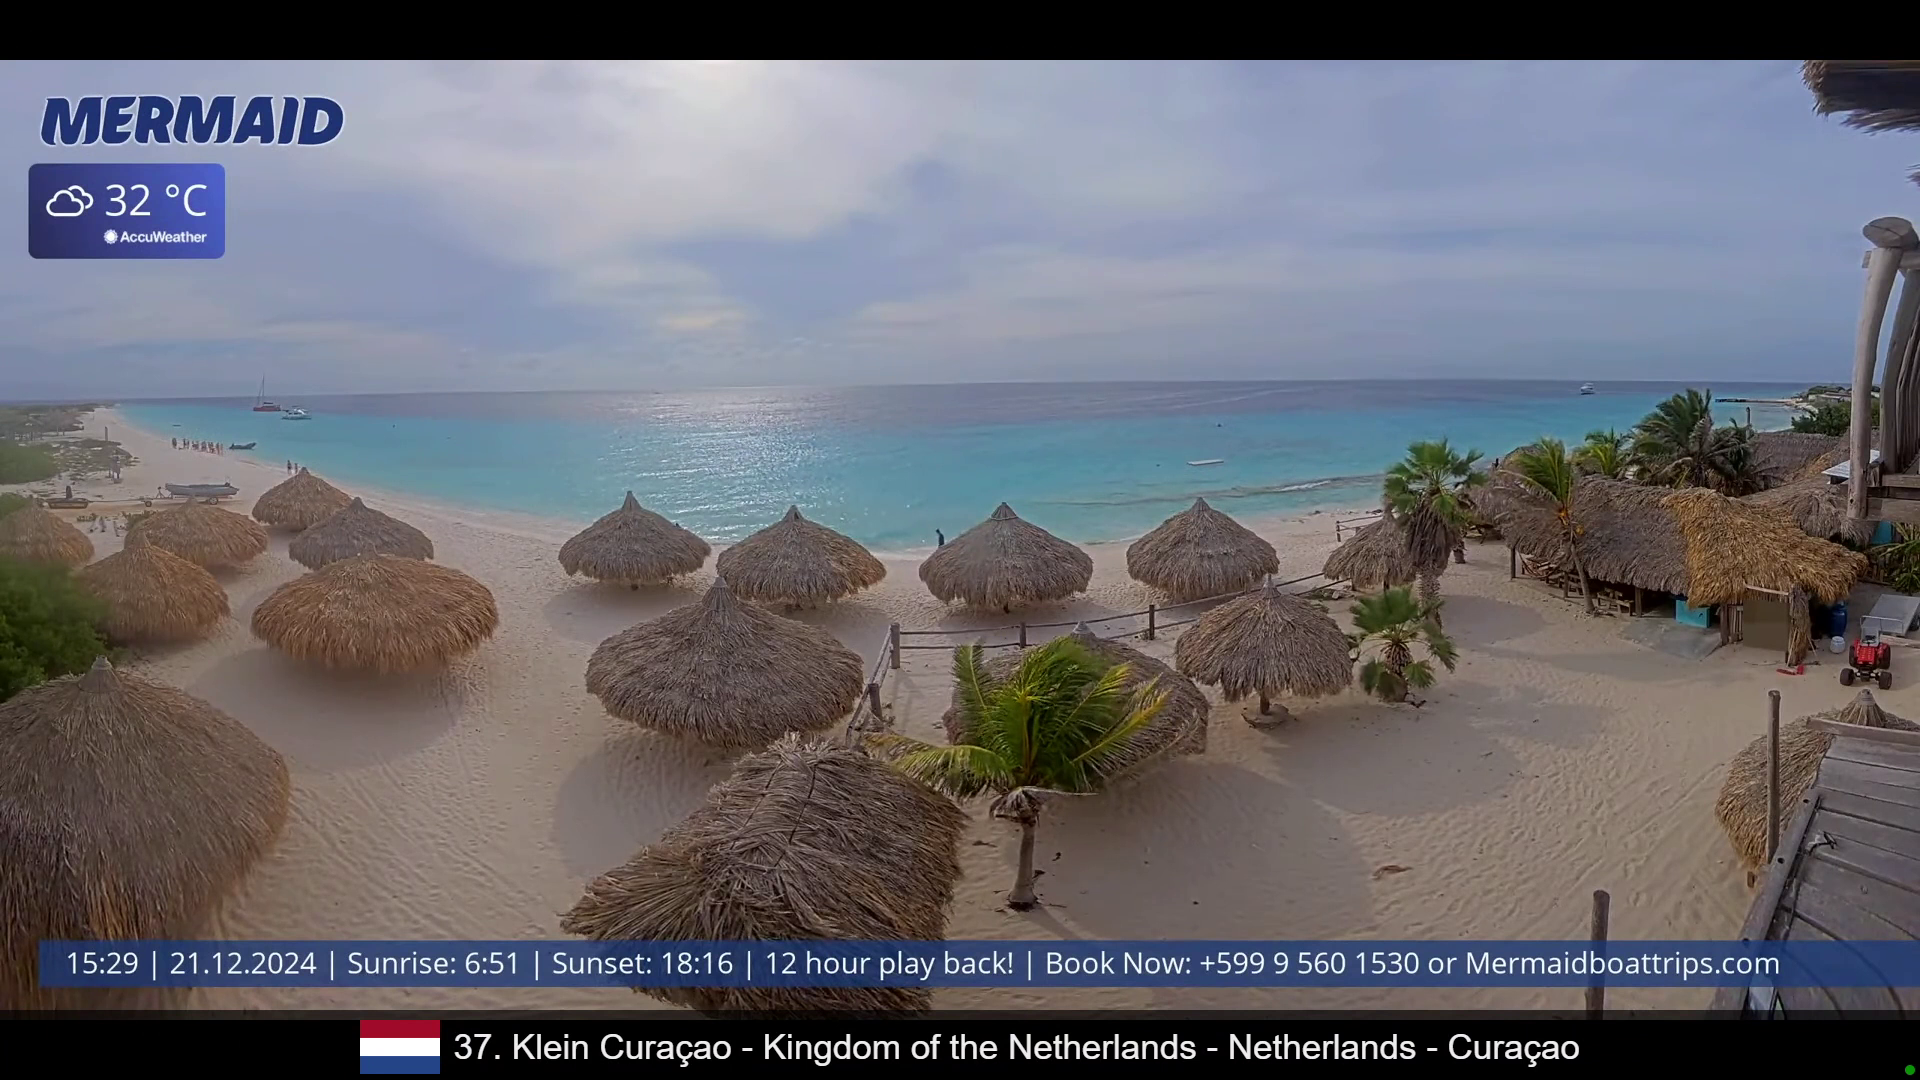 MERMAID
32 °C
AccuWeather
15:29 | 21.12.2024 | Sunrise: 6:51 | Sunset: 18:16 | 12 hour play back! | Book Now: +599 9 560 1530 or Mermaidboattrips.com
37. Klein Curaçao - Kingdom of the Netherlands - Netherlands - Curaçao